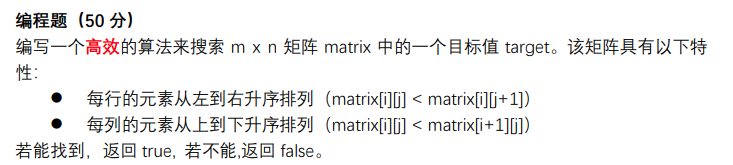 编程题（50 分）
编写一个高效的算法来搜索 m x n 矩阵 matrix 中的一个目标值 target。该矩阵具有以下特
性：
● 每行的元素从左到右升序排列（matrix[i][j] < matrix[i][j+1]）
● 每列的元素从上到下升序排列（matrix[i][j] < matrix[i+1][j]）
若能找到，返回 true, 若不能,返回 false。